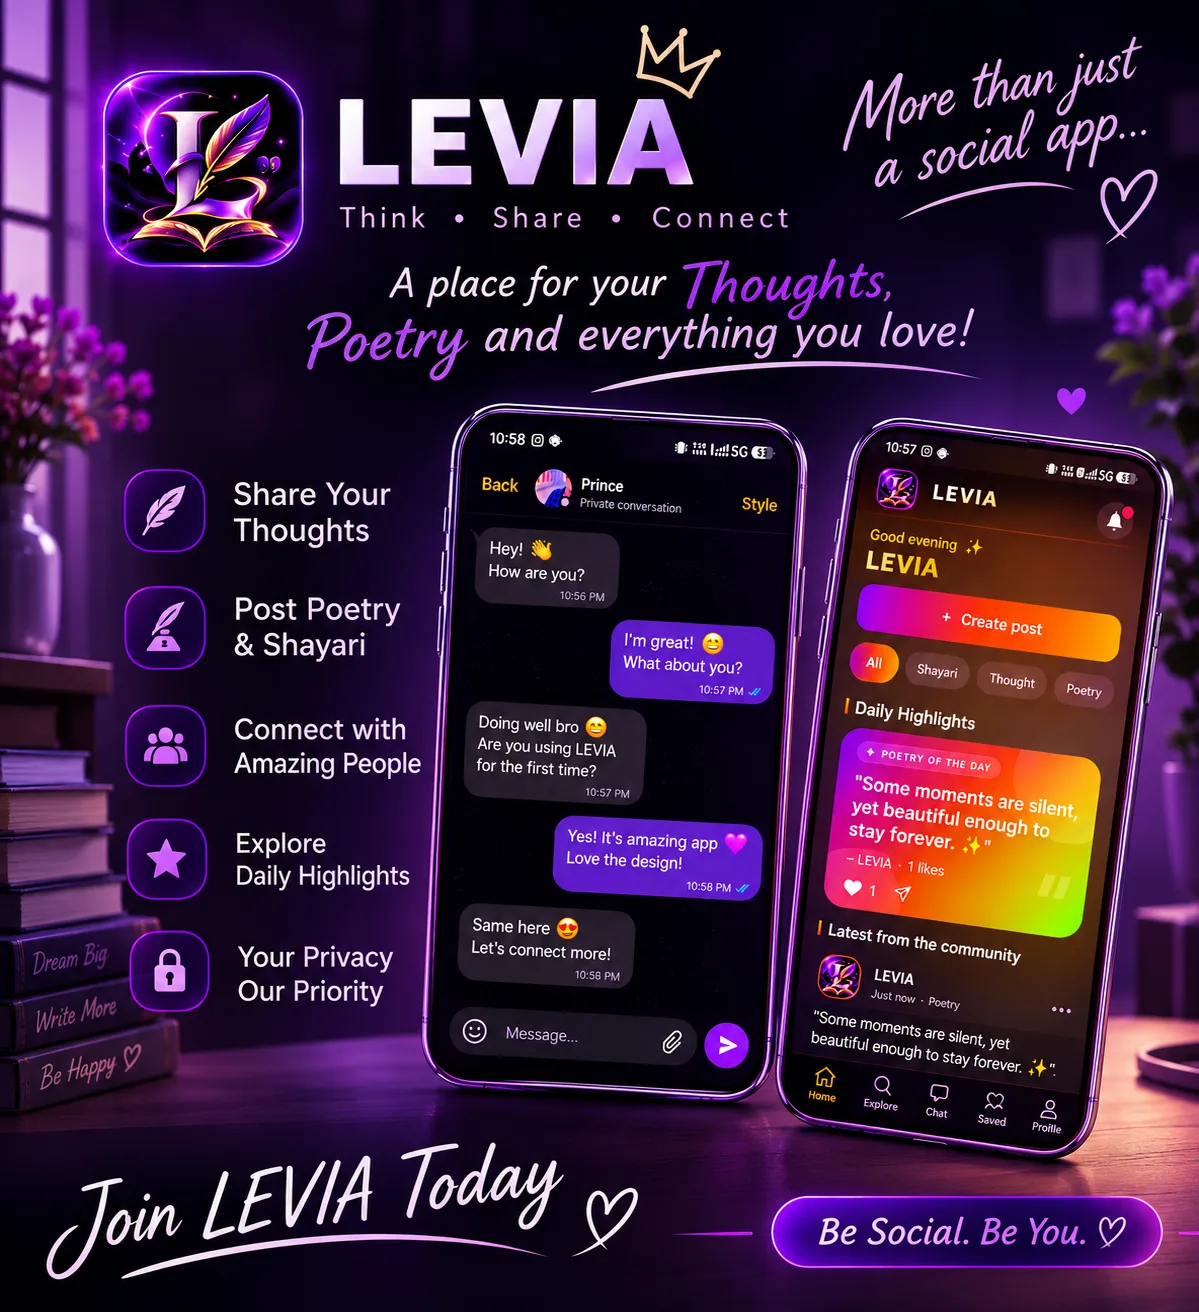 LEVIA
Think • Share • Connect
More than just
a social app...
A place for your Thoughts,
Poetry and everything you love!
Share Your
Thoughts
Post Poetry
& Shayari
Connect with
Amazing People
Explore
Daily Highlights
Your Privacy
Our Priority
Dream Big
Write More
Be Happy
10:58
5G
Back
Prince
Private conversation
Style
Hey! 👋
How are you?
10:56 PM
I'm great! 😁
What about you?
10:57 PM
Doing well bro 😁
Are you using LEVIA
for the first time?
10:57 PM
Yes! It's amazing app 💜
Love the design!
10:58 PM
Same here 😍
Let's connect more!
10:58 PM
Message...
10:57
5G
LEVIA
Good evening ✨
LEVIA
+ Create post
All Shayari Thought Poetry
Daily Highlights
✦ POETRY OF THE DAY
"Some moments are silent,
yet beautiful enough to
stay forever. ✨"
– LEVIA · 1 likes
1
Latest from the community
LEVIA
Just now · Poetry
"Some moments are silent, yet
beautiful enough to stay forever. ✨".
Home Explore Chat Saved Profile
Join LEVIA Today
Be Social. Be You.